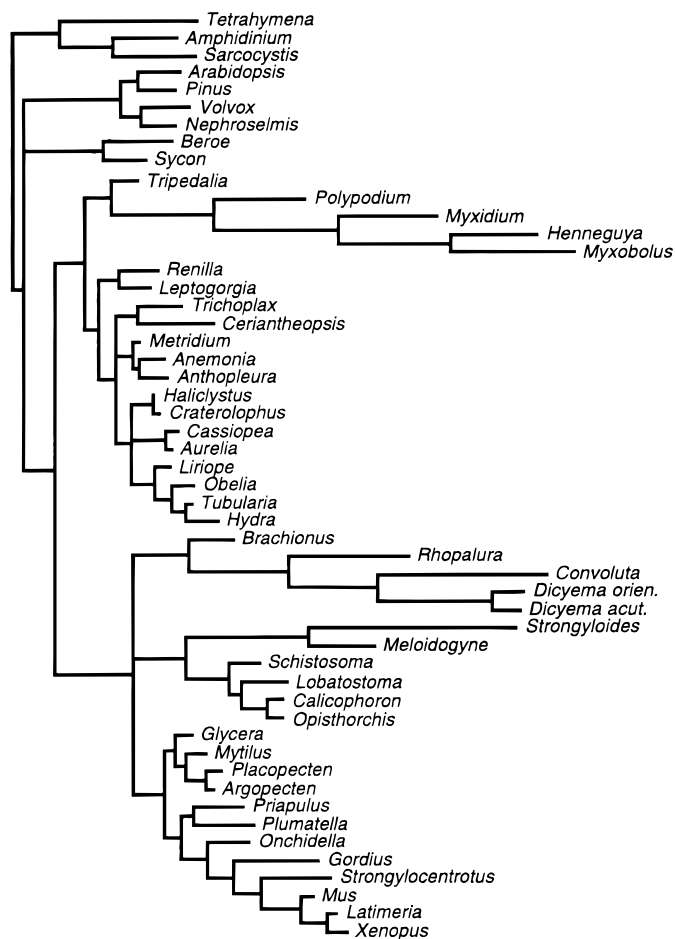 Tetrahymena
Amphidinium
Sarcocystis
Arabidopsis
Pinus
Volvox
Nephroselmis
Beroe
Sycon
Tripedalia
Polypodium
Myxidium
Henneguya
Myxobolus
Renilla
Leptogorgia
Trichoplax
Ceriantheopsis
Metridium
Anemonia
Anthopleura
Haliclystus
Craterolophus
Cassiopea
Aurelia
Liriope
Obelia
Tubularia
Hydra
Brachionus
Rhopalura
Convoluta
Dicyema orien.
Dicyema acut.
Strongyloides
Meloidogyne
Schistosoma
Lobatostoma
Calicophoron
Opisthorchis
Glycera
Mytilus
Placopecten
Argopecten
Priapulus
Plumatella
Onchidella
Gordius
Strongylocentrotus
Mus
Latimeria
Xenopus